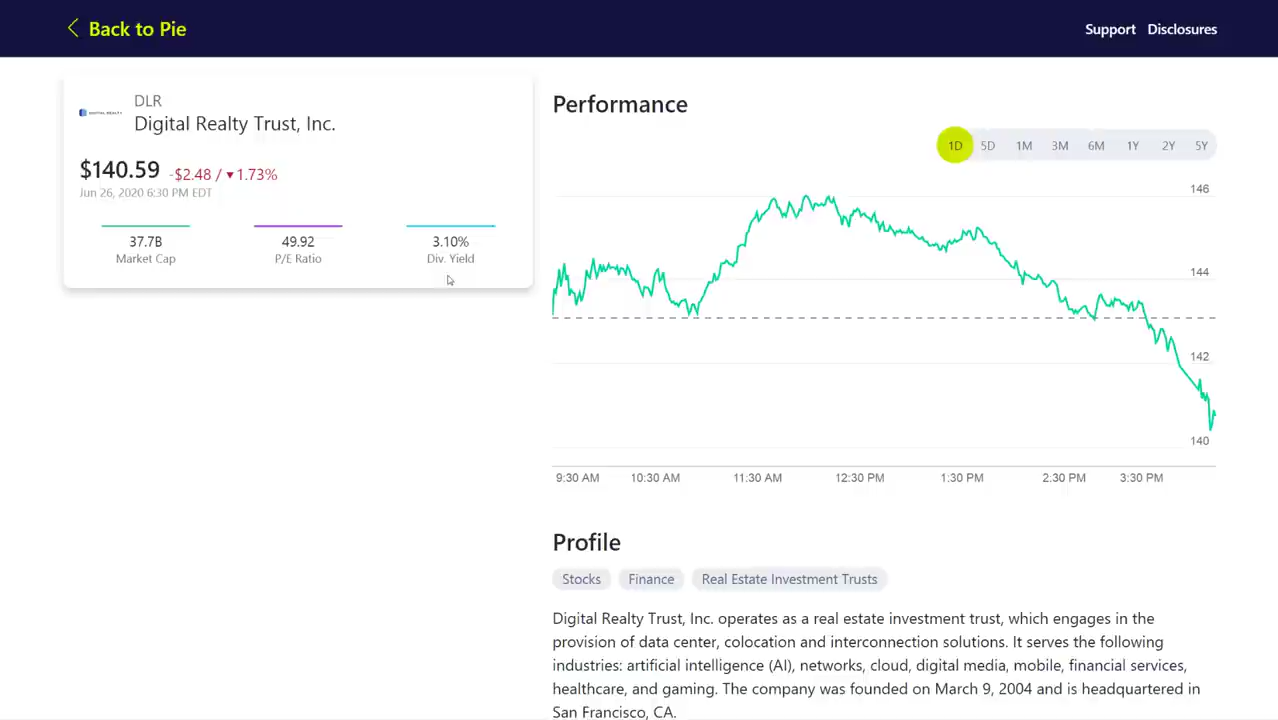 Back to Pie
Support Disclosures
DLR
DIGITAL REALTY
Digital Realty Trust, Inc.
$140.59 -$2.48 / ▼1.73%
Jun 26, 2020 6:30 PM EDT
37.7B 49.92 3.10%
Market Cap P/E Ratio Div. Yield
Performance
1D 5D 1M 3M 6M 1Y 2Y 5Y
146
144
142
140
9:30 AM 10:30 AM 11:30 AM 12:30 PM 1:30 PM 2:30 PM 3:30 PM
Profile
Stocks Finance Real Estate Investment Trusts
Digital Realty Trust, Inc. operates as a real estate investment trust, which engages in the
provision of data center, colocation and interconnection solutions. It serves the following
industries: artificial intelligence (AI), networks, cloud, digital media, mobile, financial services,
healthcare, and gaming. The company was founded on March 9, 2004 and is headquartered in
San Francisco, CA.